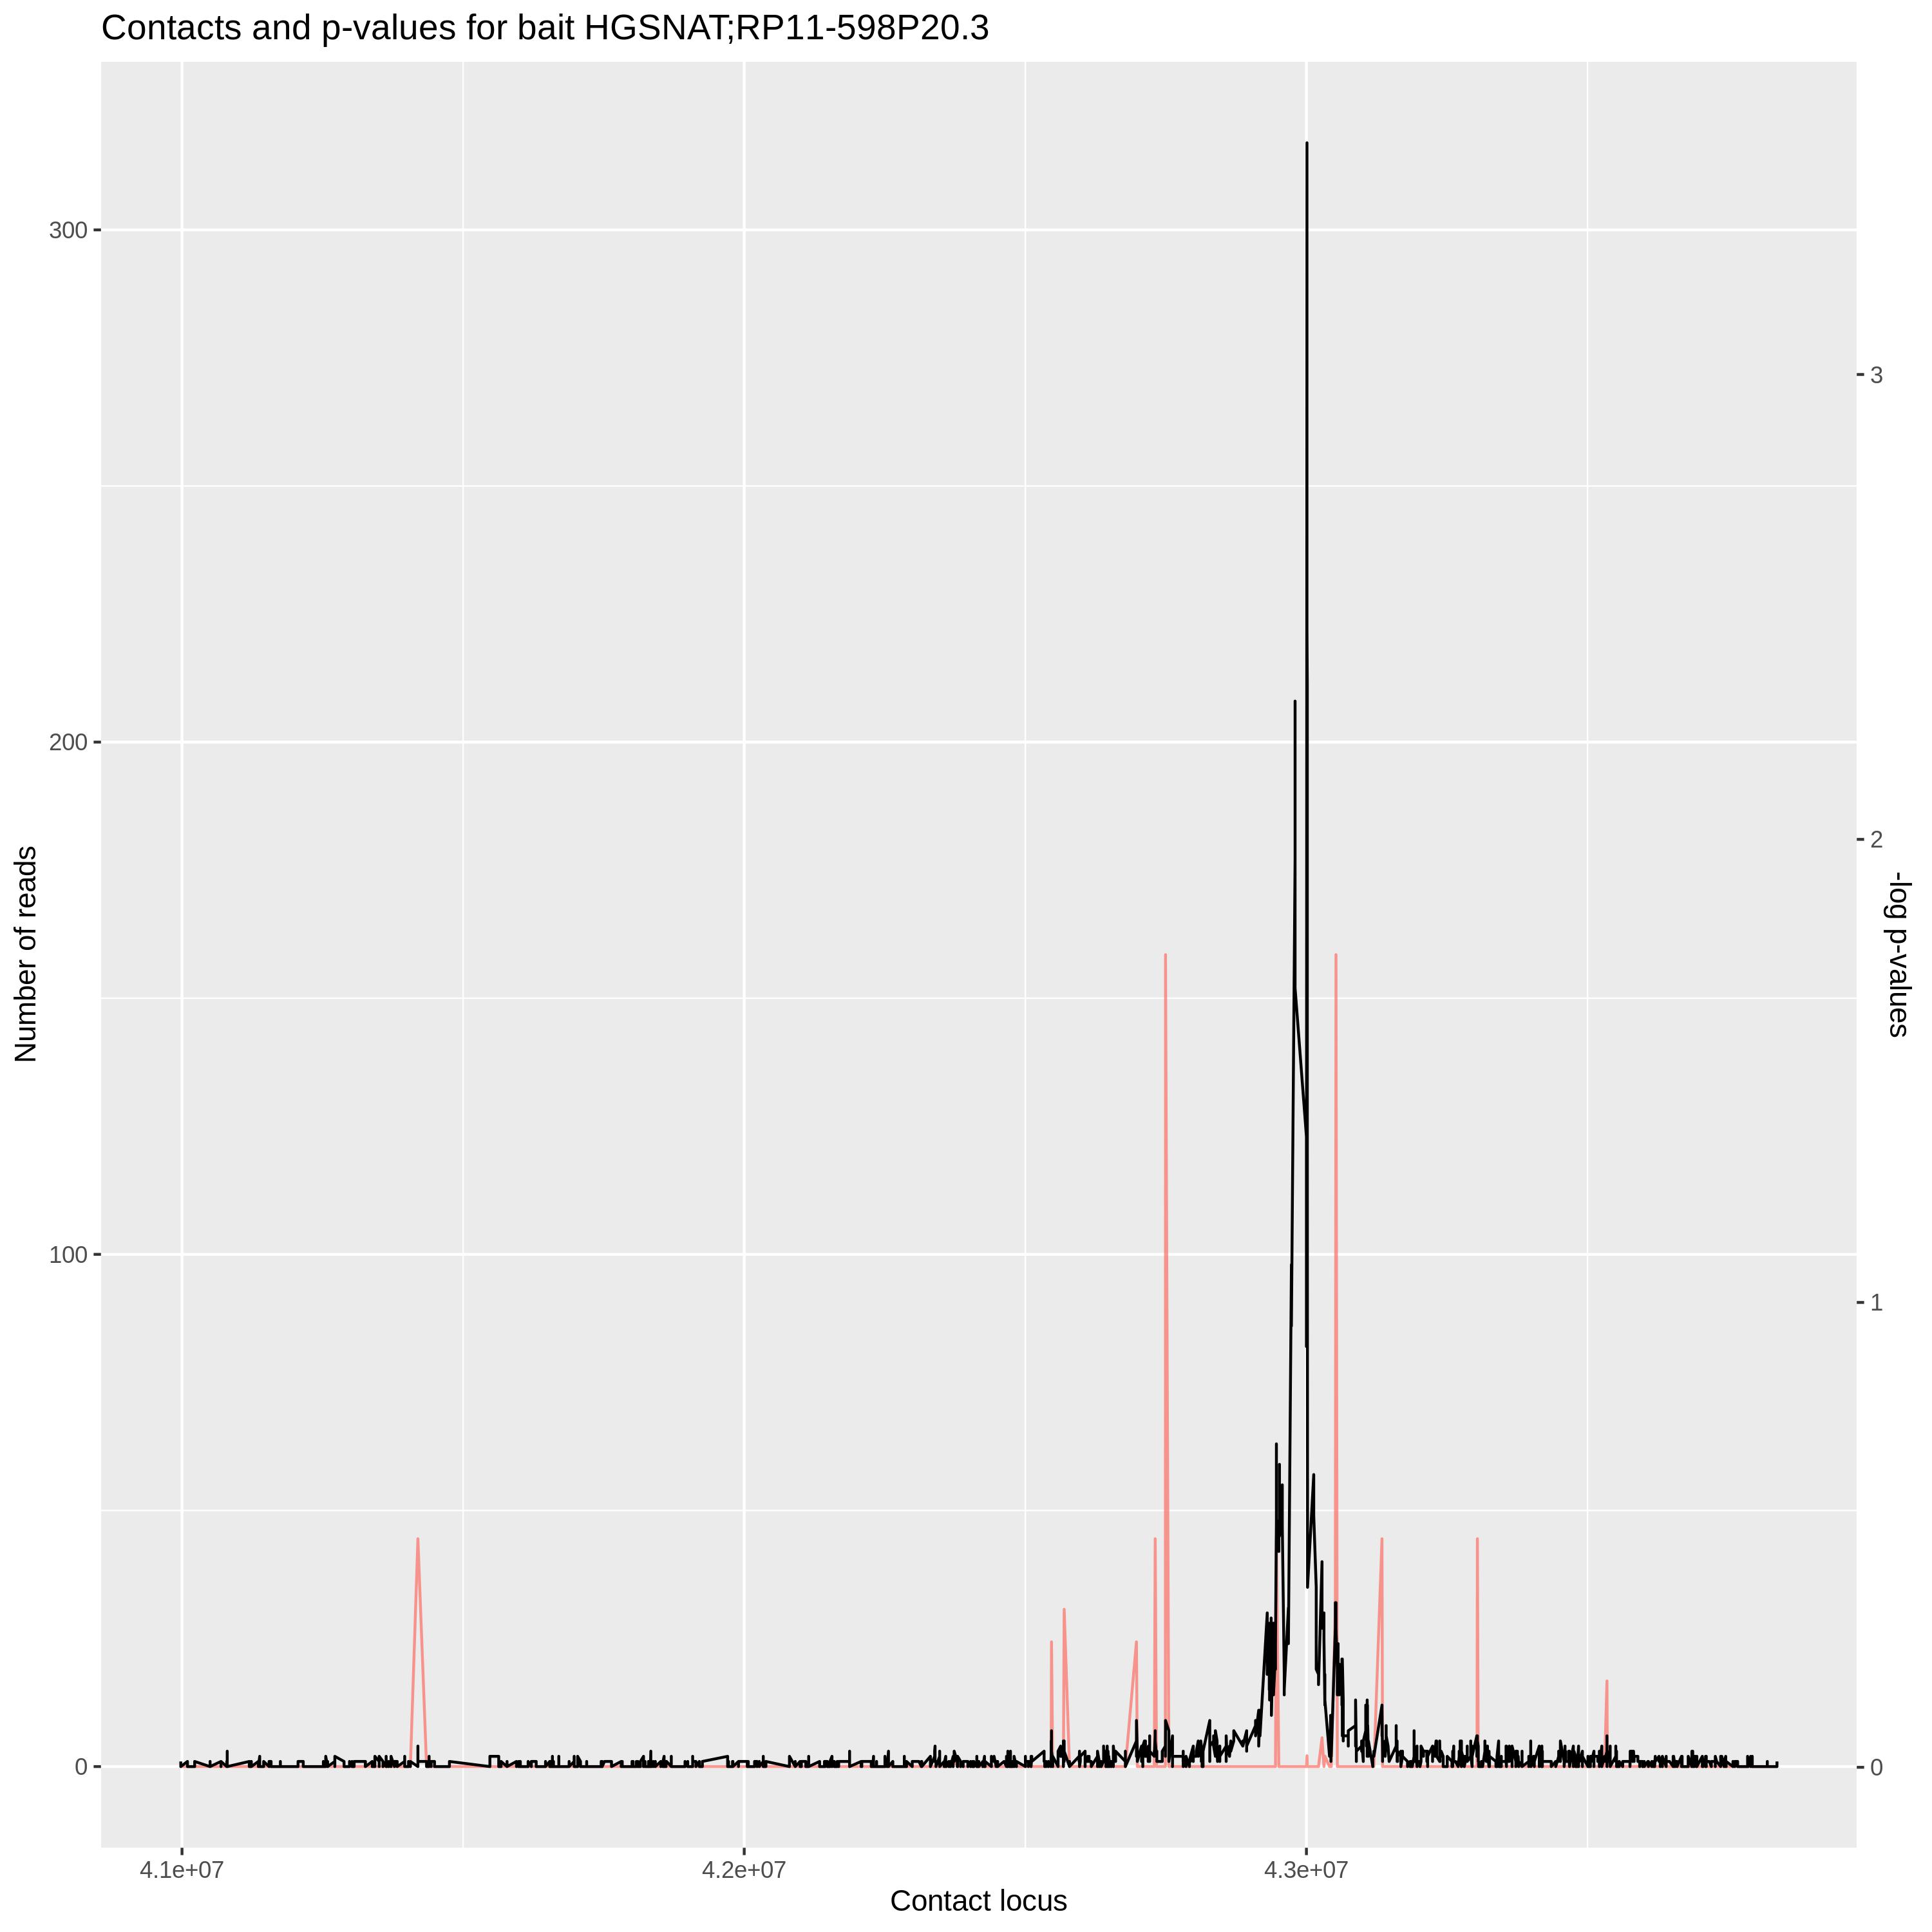 Contacts and p-values for bait HGSNAT;RP11-598P20.3
300
200
100
0
Number of reads
3
2
1
0
-log p-values
4.1e+07 4.2e+07 4.3e+07
Contact locus